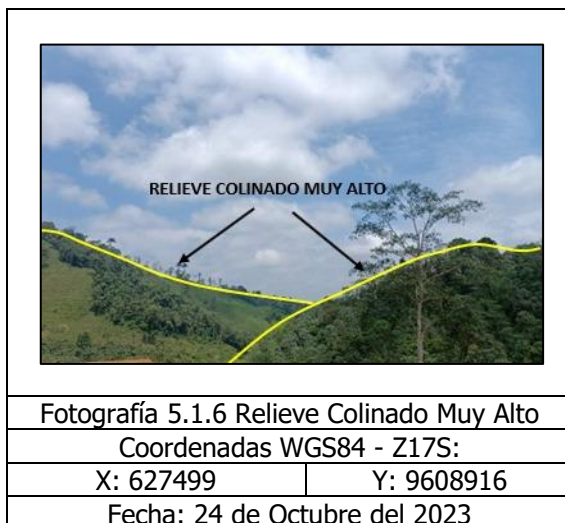 RELIEVE COLINADO MUY ALTO
Fotografía 5.1.6 Relieve Colinado Muy Alto
Coordenadas WGS84 - Z17S:
X: 627499
Y: 9608916
Fecha: 24 de Octubre del 2023